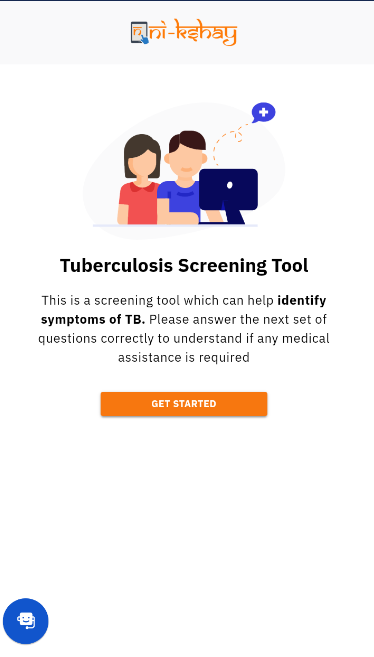 ni-kshay
Tuberculosis Screening Tool
This is a screening tool which can help identify
symptoms of TB. Please answer the next set of
questions correctly to understand if any medical
assistance is required
GET STARTED